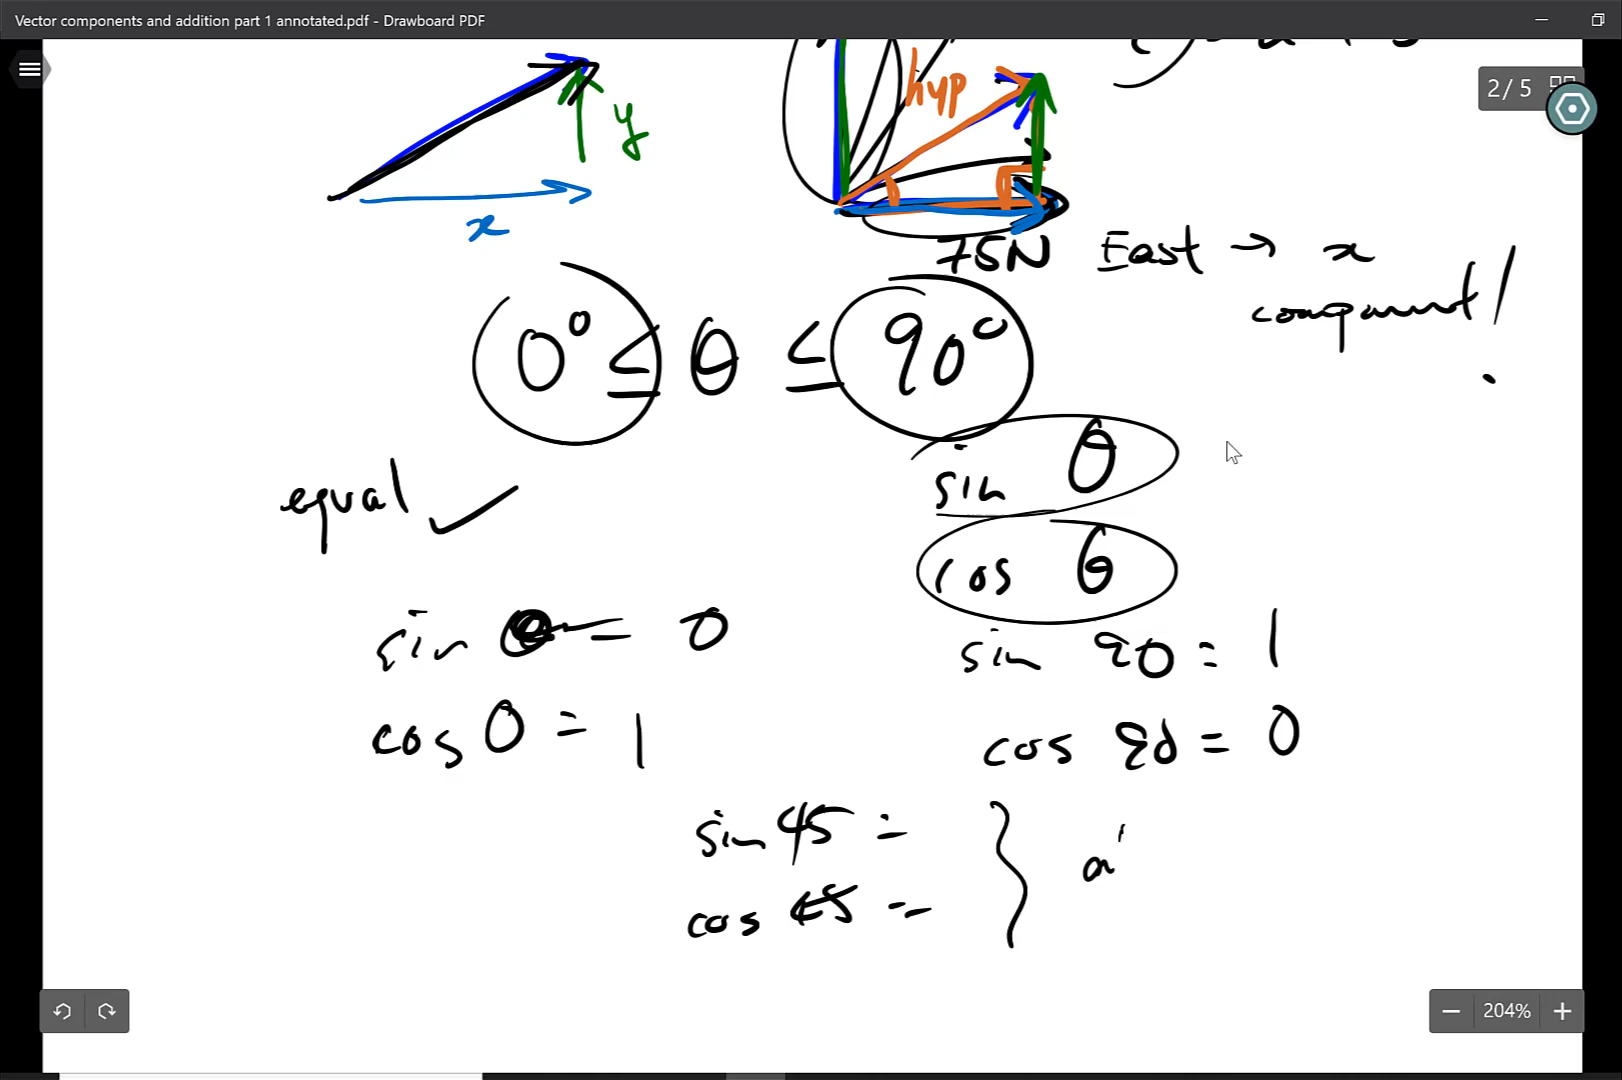 Vector components and addition part 1 annotated.pdf - Drawboard PDF
2 / 5
hyp
y
x
75N East → x
component!
0° ≤ θ ≤ 90°
sin θ
equal ✓
cos θ
sin 0 = 0
sin 90 = 1
cos 0 = 1
cos 90 = 0
sin 45 =
cos 45 =
204%